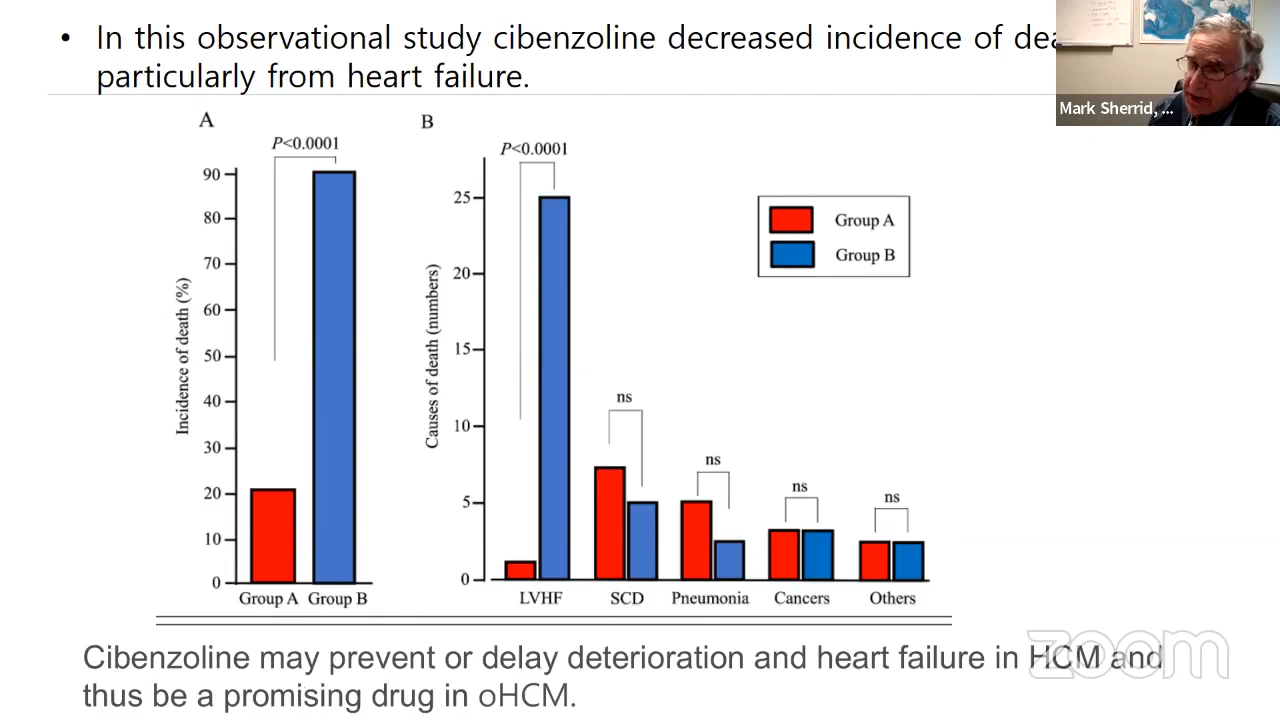 • In this observational study cibenzoline decreased incidence of
particularly from heart failure.
Mark Sherrid, ...
A
B
P<0.0001
P<0.0001
Incidence of death (%)
90
80
70
60
50
40
30
20
10
0
Group A Group B
Causes of death (numbers)
25
20
15
10
5
0
ns
ns
ns
ns
LVHF SCD Pneumonia Cancers Others
Group A
Group B
Cibenzoline may prevent or delay deterioration and heart failure in HCM and
thus be a promising drug in oHCM.
zoom